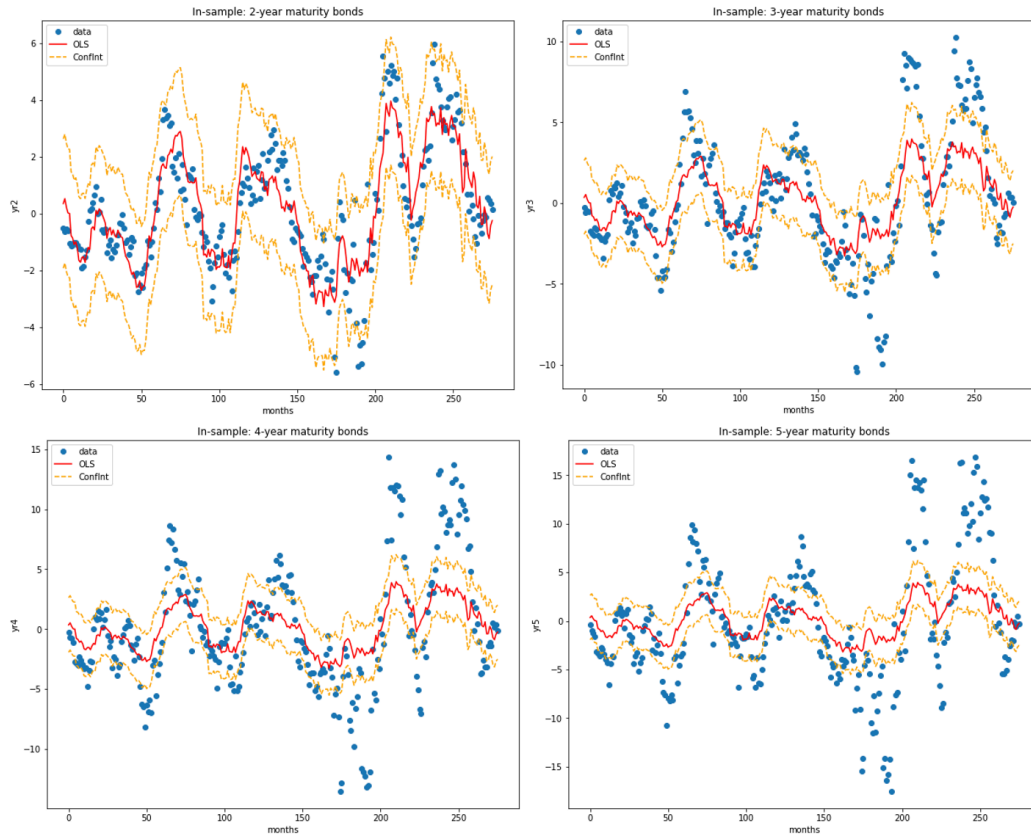 In-sample: 2-year maturity bonds
data
OLS
ConfInt
6
4
2
0
−2
−4
−6
yr2
0
50
100
150
200
250
months
In-sample: 3-year maturity bonds
data
OLS
ConfInt
10
5
0
−5
−10
yr3
0
50
100
150
200
250
months
In-sample: 4-year maturity bonds
data
OLS
ConfInt
15
10
5
0
−5
−10
yr4
0
50
100
150
200
250
months
In-sample: 5-year maturity bonds
data
OLS
ConfInt
15
10
5
0
−5
−10
−15
yr5
0
50
100
150
200
250
months